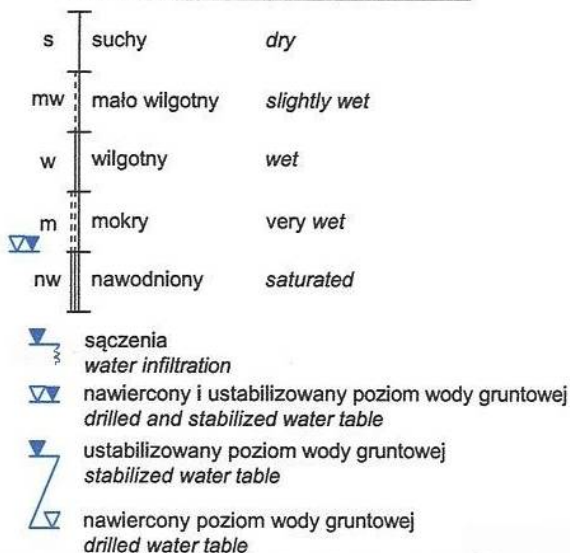 s suchy dry
mw mało wilgotny slightly wet
w wilgotny wet
m mokry very wet
nw nawodniony saturated
sączenia
water infiltration
nawiercony i ustabilizowany poziom wody gruntowej
drilled and stabilized water table
ustabilizowany poziom wody gruntowej
stabilized water table
nawiercony poziom wody gruntowej
drilled water table